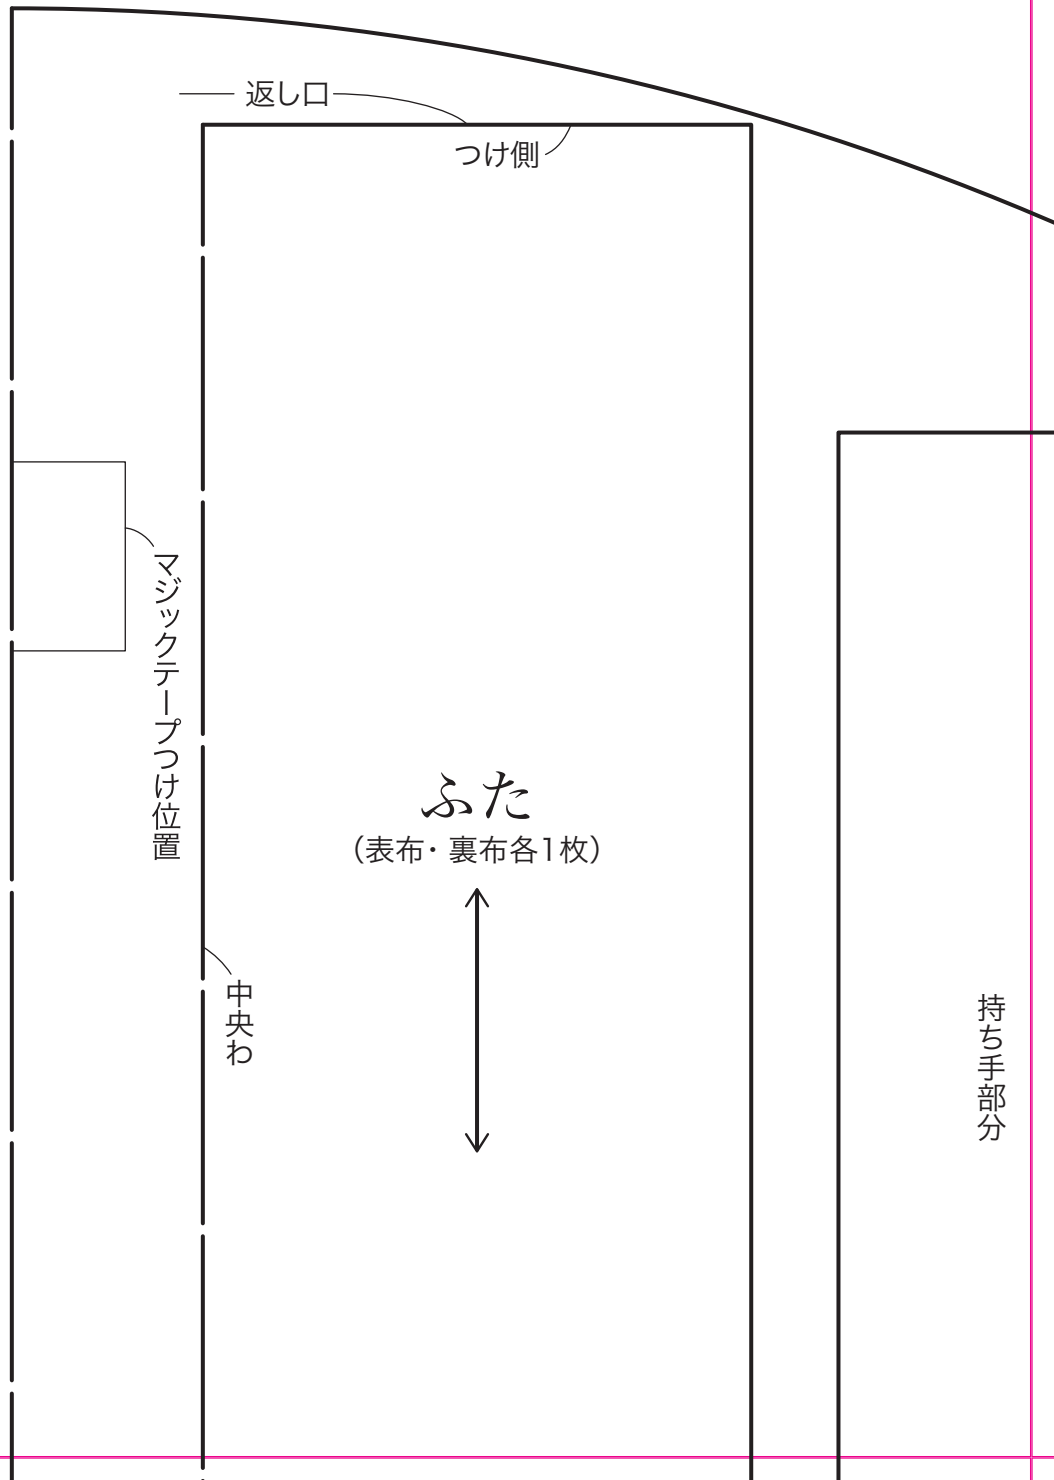 返し口
つけ側
マジックテープつけ位置
ふた
（表布・裏布各1枚）
中央わ
持ち手部分